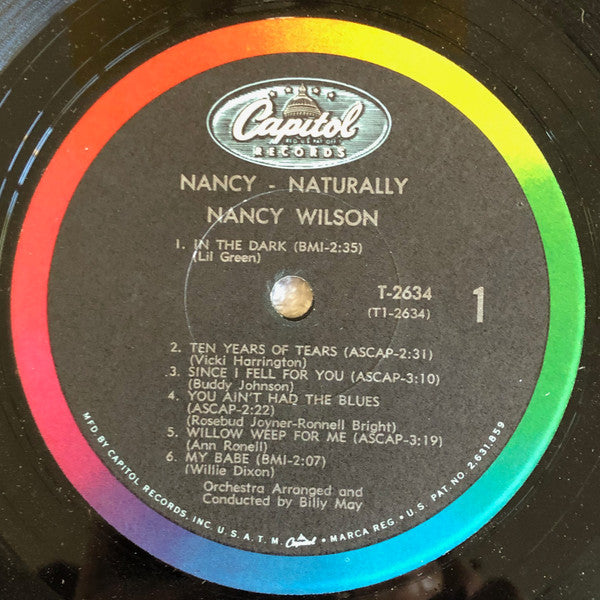 Capitol
REG. U.S. PAT. OFF.
RECORDS
NANCY - NATURALLY
NANCY WILSON
1. IN THE DARK (BMI-2:35)
(Lil Green)
T-2634
(T1-2634)
1
2. TEN YEARS OF TEARS (ASCAP-2:31)
(Vicki Harrington)
3. SINCE I FELL FOR YOU (ASCAP-3:10)
(Buddy Johnson)
4. YOU AIN'T HAD THE BLUES
(ASCAP-2:22)
(Rosebud Joyner-Ronnell Bright)
5. WILLOW WEEP FOR ME (ASCAP-3:19)
(Ann Ronell)
6. MY BABE (BMI-2:07)
(Willie Dixon)
Orchestra Arranged and
Conducted by Billy May
MFD. BY CAPITOL RECORDS, INC. U.S.A. T.M. Capitol • MARCA REG. • U.S. PAT. NO. 2,631,859